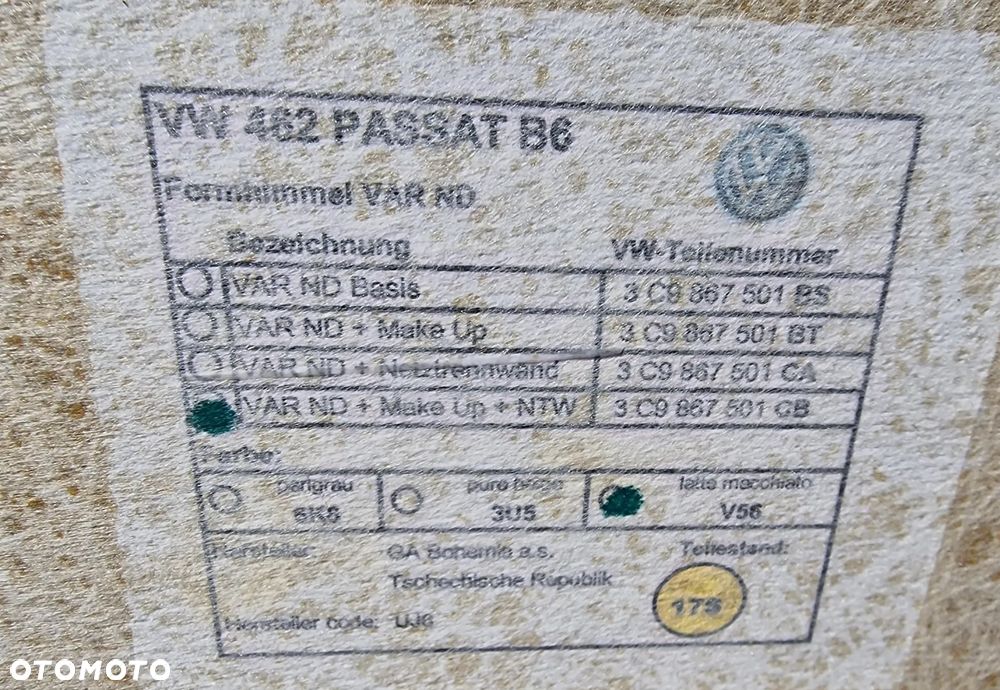 VW 462 PASSAT B6
Formhimmel VAR ND
Bezeichnung VW-Teilenummer
VAR ND Basis 3 C9 867 501 BS
VAR ND + Make Up 3 C9 867 501 BT
VAR ND + Netztrennwand 3 C9 867 501 CA
VAR ND + Make Up + NTW 3 C9 867 501 CB
Farbe:
perlgrau pure beige latte macchiato
6K6 3U5 V56
Hersteller: GA Bohemia a.s. Teilestand:
Tschechische Republik 17S
Hersteller code: UJ6
OTOMOTO